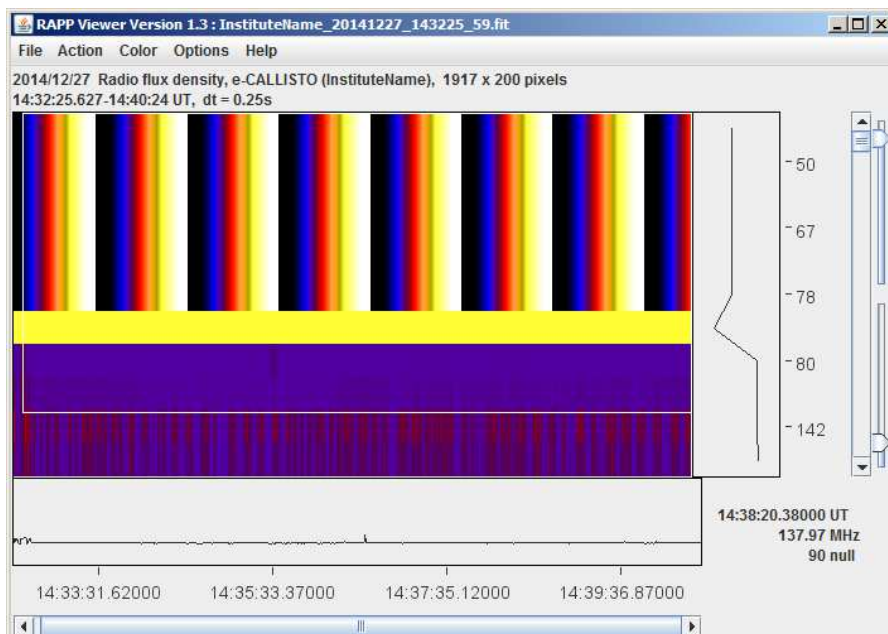 RAPP Viewer Version 1.3 : InstituteName_20141227_143225_59.fit
File Action Color Options Help
2014/12/27 Radio flux density, e-CALLISTO (InstituteName), 1917 x 200 pixels
14:32:25.627-14:40:24 UT, dt = 0.25s
50
67
78
80
142
14:38:20.38000 UT
137.97 MHz
90 null
14:33:31.62000 14:35:33.37000 14:37:35.12000 14:39:36.87000